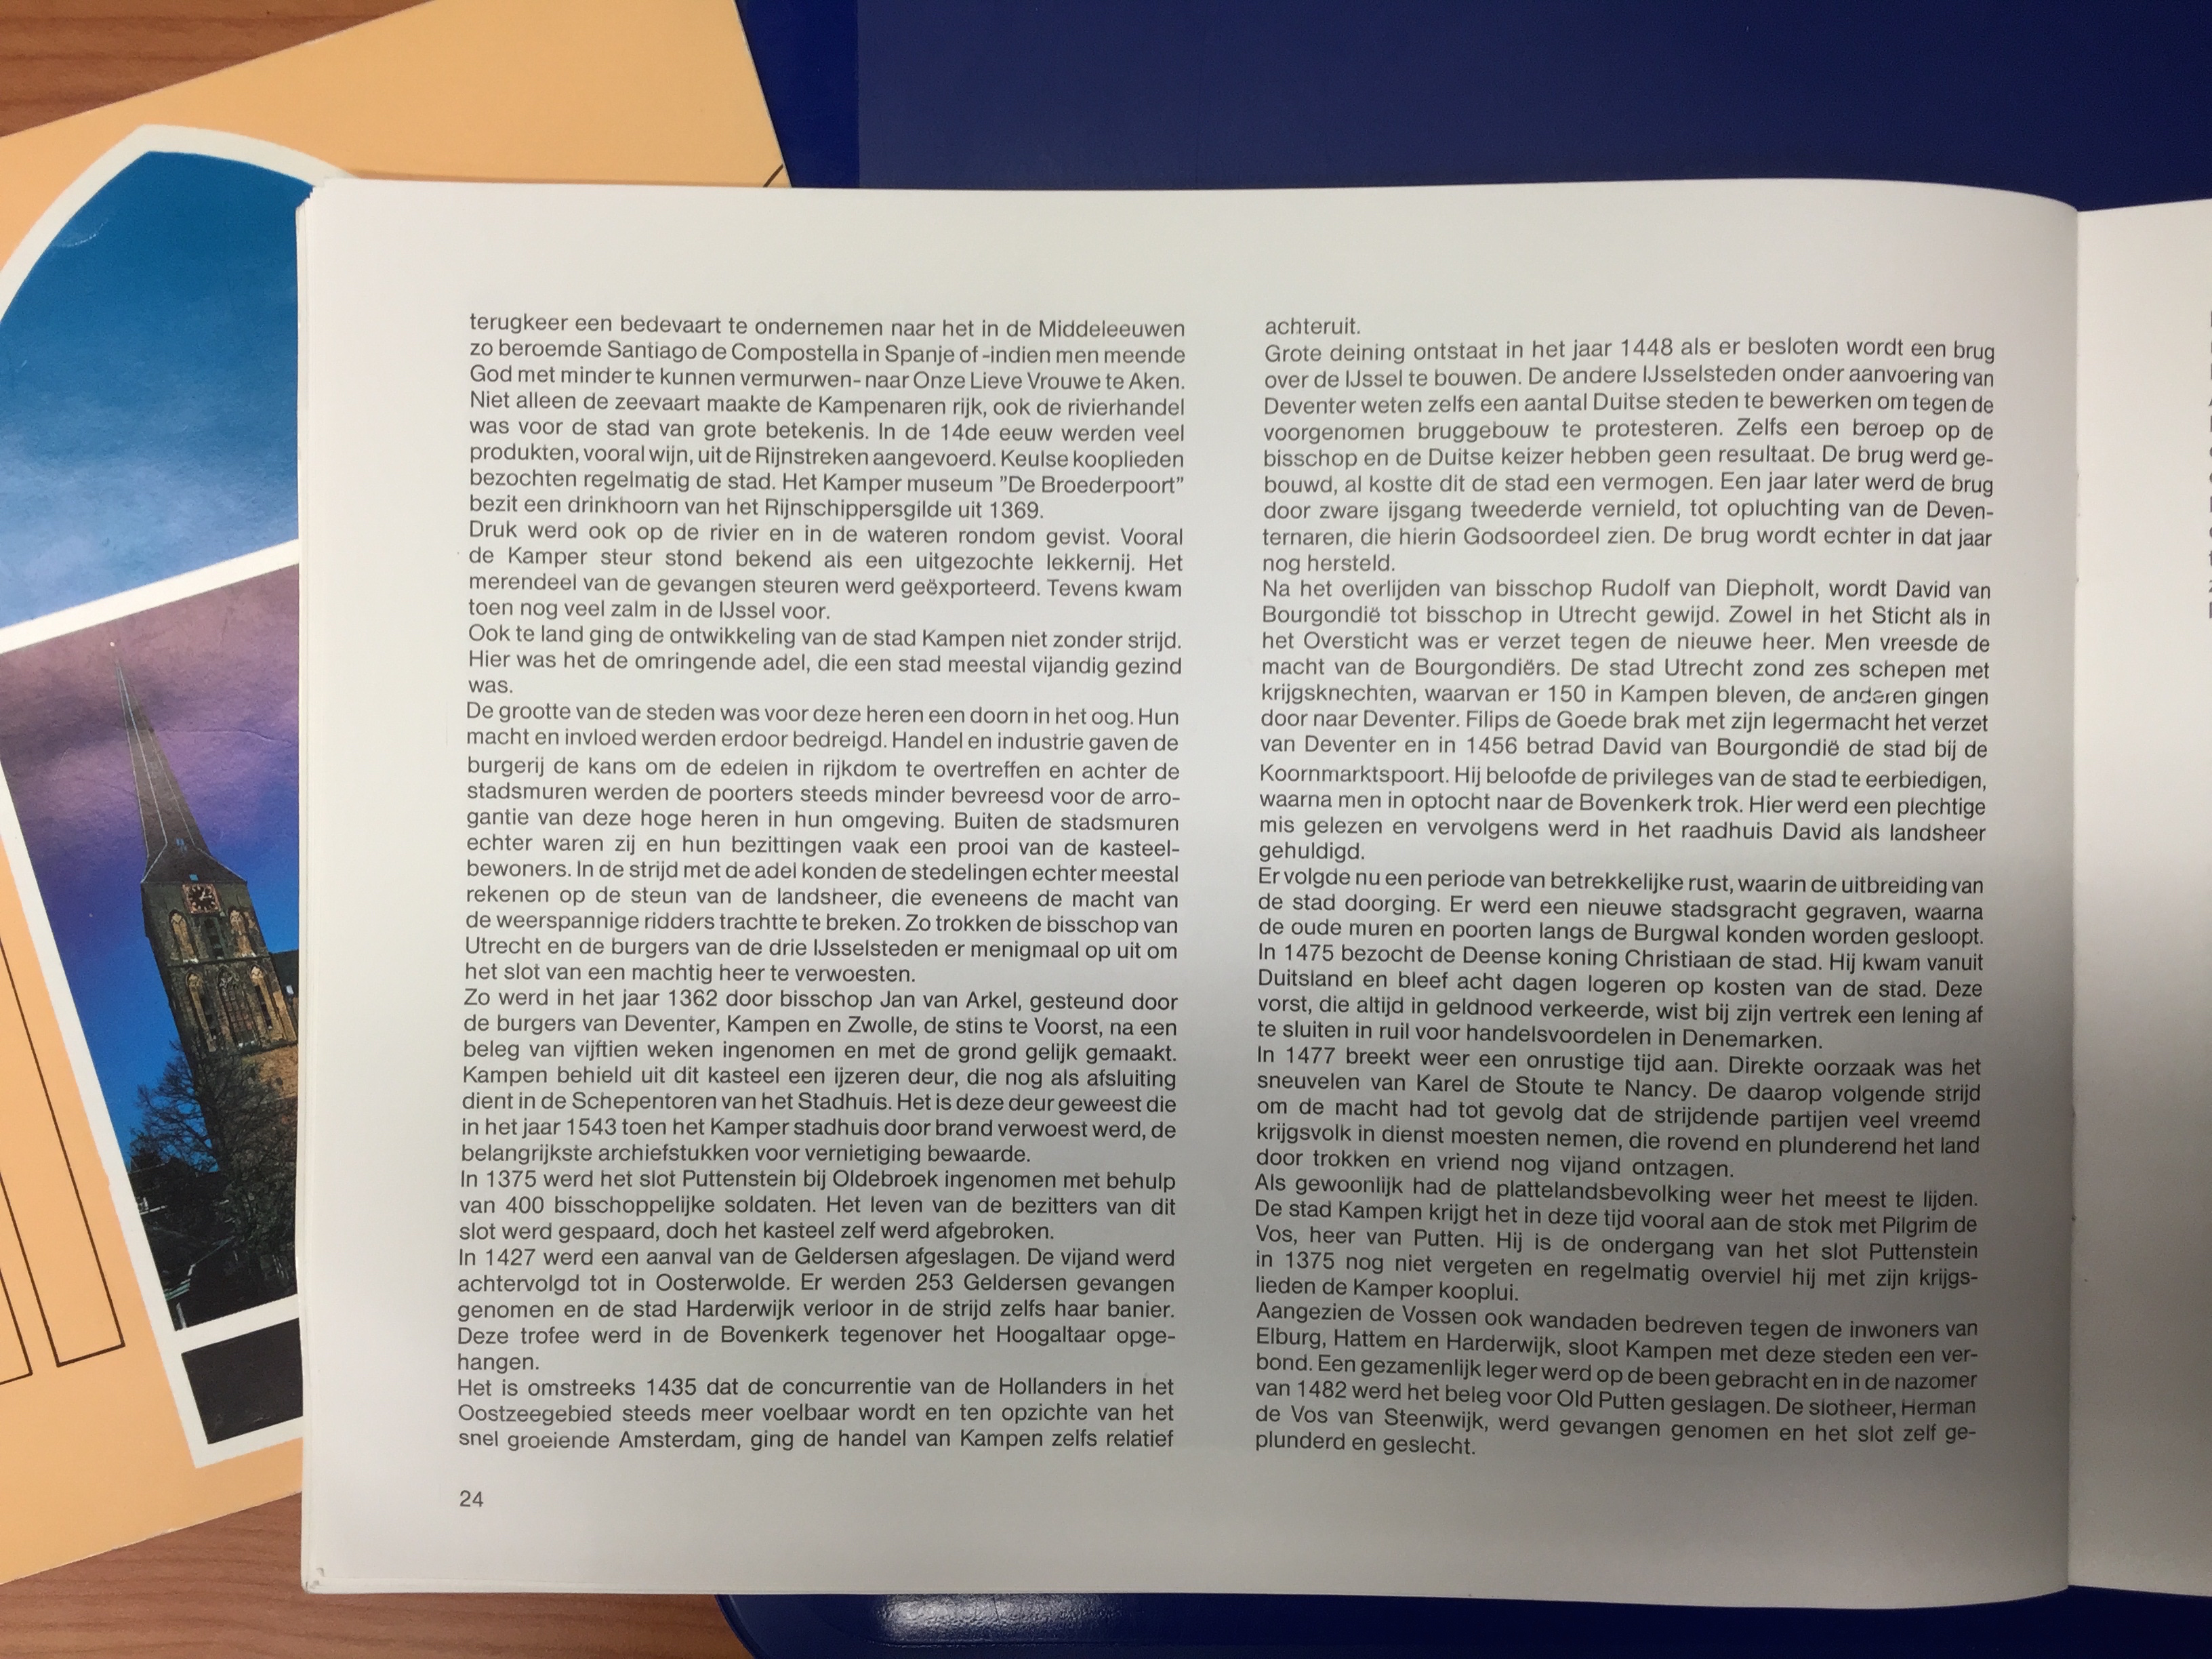 terugkeer een bedevaart te ondernemen naar het in de Middeleeuwen
zo beroemde Santiago de Compostella in Spanje of -indien men meende
God met minder te kunnen vermurwen- naar Onze Lieve Vrouwe te Aken.
Niet alleen de zeevaart maakte de Kampenaren rijk, ook de rivierhandel
was voor de stad van grote betekenis. In de 14de eeuw werden veel
produkten, vooral wijn, uit de Rijnstreken aangevoerd. Keulse kooplieden
bezochten regelmatig de stad. Het Kamper museum ”De Broederpoort”
bezit een drinkhoorn van het Rijnschippersgilde uit 1369.
Druk werd ook op de rivier en in de wateren rondom gevist. Vooral
de Kamper steur stond bekend als een uitgezochte lekkernij. Het
merendeel van de gevangen steuren werd geëxporteerd. Tevens kwam
toen nog veel zalm in de IJssel voor.
Ook te land ging de ontwikkeling van de stad Kampen niet zonder strijd.
Hier was het de omringende adel, die een stad meestal vijandig gezind
was.
De grootte van de steden was voor deze heren een doorn in het oog. Hun
macht en invloed werden erdoor bedreigd. Handel en industrie gaven de
burgerij de kans om de edelen in rijkdom te overtreffen en achter de
stadsmuren werden de poorters steeds minder bevreesd voor de arro-
gantie van deze hoge heren in hun omgeving. Buiten de stadsmuren
echter waren zij en hun bezittingen vaak een prooi van de kasteel-
bewoners. In de strijd met de adel konden de stedelingen echter meestal
rekenen op de steun van de landsheer, die eveneens de macht van
de weerspannige ridders trachtte te breken. Zo trokken de bisschop van
Utrecht en de burgers van de drie IJsselsteden er menigmaal op uit om
het slot van een machtig heer te verwoesten.
Zo werd in het jaar 1362 door bisschop Jan van Arkel, gesteund door
de burgers van Deventer, Kampen en Zwolle, de stins te Voorst, na een
beleg van vijftien weken ingenomen en met de grond gelijk gemaakt.
Kampen behield uit dit kasteel een ijzeren deur, die nog als afsluiting
dient in de Schepentoren van het Stadhuis. Het is deze deur geweest die
in het jaar 1543 toen het Kamper stadhuis door brand verwoest werd, de
belangrijkste archiefstukken voor vernietiging bewaarde.
In 1375 werd het slot Puttenstein bij Oldebroek ingenomen met behulp
van 400 bisschoppelijke soldaten. Het leven van de bezitters van dit
slot werd gespaard, doch het kasteel zelf werd afgebroken.
In 1427 werd een aanval van de Geldersen afgeslagen. De vijand werd
achtervolgd tot in Oosterwolde. Er werden 253 Geldersen gevangen
genomen en de stad Harderwijk verloor in de strijd zelfs haar banier.
Deze trofee werd in de Bovenkerk tegenover het Hoogaltaar opge-
hangen.
Het is omstreeks 1435 dat de concurrentie van de Hollanders in het
Oostzeegebied steeds meer voelbaar wordt en ten opzichte van het
snel groeiende Amsterdam, ging de handel van Kampen zelfs relatief
24
achteruit.
Grote deining ontstaat in het jaar 1448 als er besloten wordt een brug
over de IJssel te bouwen. De andere IJsselsteden onder aanvoering van
Deventer weten zelfs een aantal Duitse steden te bewerken om tegen de
voorgenomen bruggebouw te protesteren. Zelfs een beroep op de
bisschop en de Duitse keizer hebben geen resultaat. De brug werd ge-
bouwd, al kostte dit de stad een vermogen. Een jaar later werd de brug
door zware ijsgang tweederde vernield, tot opluchting van de Deven-
ternaren, die hierin Godsoordeel zien. De brug wordt echter in dat jaar
nog hersteld.
Na het overlijden van bisschop Rudolf van Diepholt, wordt David van
Bourgondië tot bisschop in Utrecht gewijd. Zowel in het Sticht als in
het Oversticht was er verzet tegen de nieuwe heer. Men vreesde de
macht van de Bourgondiërs. De stad Utrecht zond zes schepen met
krijgsknechten, waarvan er 150 in Kampen bleven, de anderen gingen
door naar Deventer. Filips de Goede brak met zijn legermacht het verzet
van Deventer en in 1456 betrad David van Bourgondië de stad bij de
Koornmarktspoort. Hij beloofde de privileges van de stad te eerbiedigen,
waarna men in optocht naar de Bovenkerk trok. Hier werd een plechtige
mis gelezen en vervolgens werd in het raadhuis David als landsheer
gehuldigd.
Er volgde nu een periode van betrekkelijke rust, waarin de uitbreiding van
de stad doorging. Er werd een nieuwe stadsgracht gegraven, waarna
de oude muren en poorten langs de Burgwal konden worden gesloopt.
In 1475 bezocht de Deense koning Christiaan de stad. Hij kwam vanuit
Duitsland en bleef acht dagen logeren op kosten van de stad. Deze
vorst, die altijd in geldnood verkeerde, wist bij zijn vertrek een lening af
te sluiten in ruil voor handelsvoordelen in Denemarken.
In 1477 breekt weer een onrustige tijd aan. Direkte oorzaak was het
sneuvelen van Karel de Stoute te Nancy. De daarop volgende strijd
om de macht had tot gevolg dat de strijdende partijen veel vreemd
krijgsvolk in dienst moesten nemen, die rovend en plunderend het land
door trokken en vriend nog vijand ontzagen.
Als gewoonlijk had de plattelandsbevolking weer het meest te lijden.
De stad Kampen krijgt het in deze tijd vooral aan de stok met Pilgrim de
Vos, heer van Putten. Hij is de ondergang van het slot Puttenstein
in 1375 nog niet vergeten en regelmatig overviel hij met zijn krijgs-
lieden de Kamper kooplui.
Aangezien de Vossen ook wandaden bedreven tegen de inwoners van
Elburg, Hattem en Harderwijk, sloot Kampen met deze steden een ver-
bond. Een gezamenlijk leger werd op de been gebracht en in de nazomer
van 1482 werd het beleg voor Old Putten geslagen. De slotheer, Herman
de Vos van Steenwijk, werd gevangen genomen en het slot zelf ge-
plunderd en geslecht.